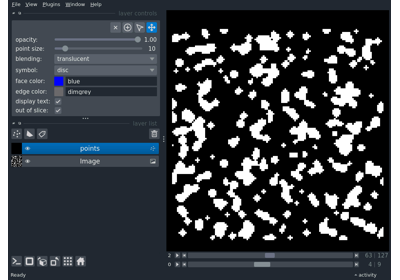 File View Plugins Window Help
layer controls
opacity: 1.00
point size: 10
blending: translucent
symbol: disc
face color: blue
edge color: dimgrey
display text:
out of slice:
layer list
points
Image
2 63 127
0 4 9
Ready activity